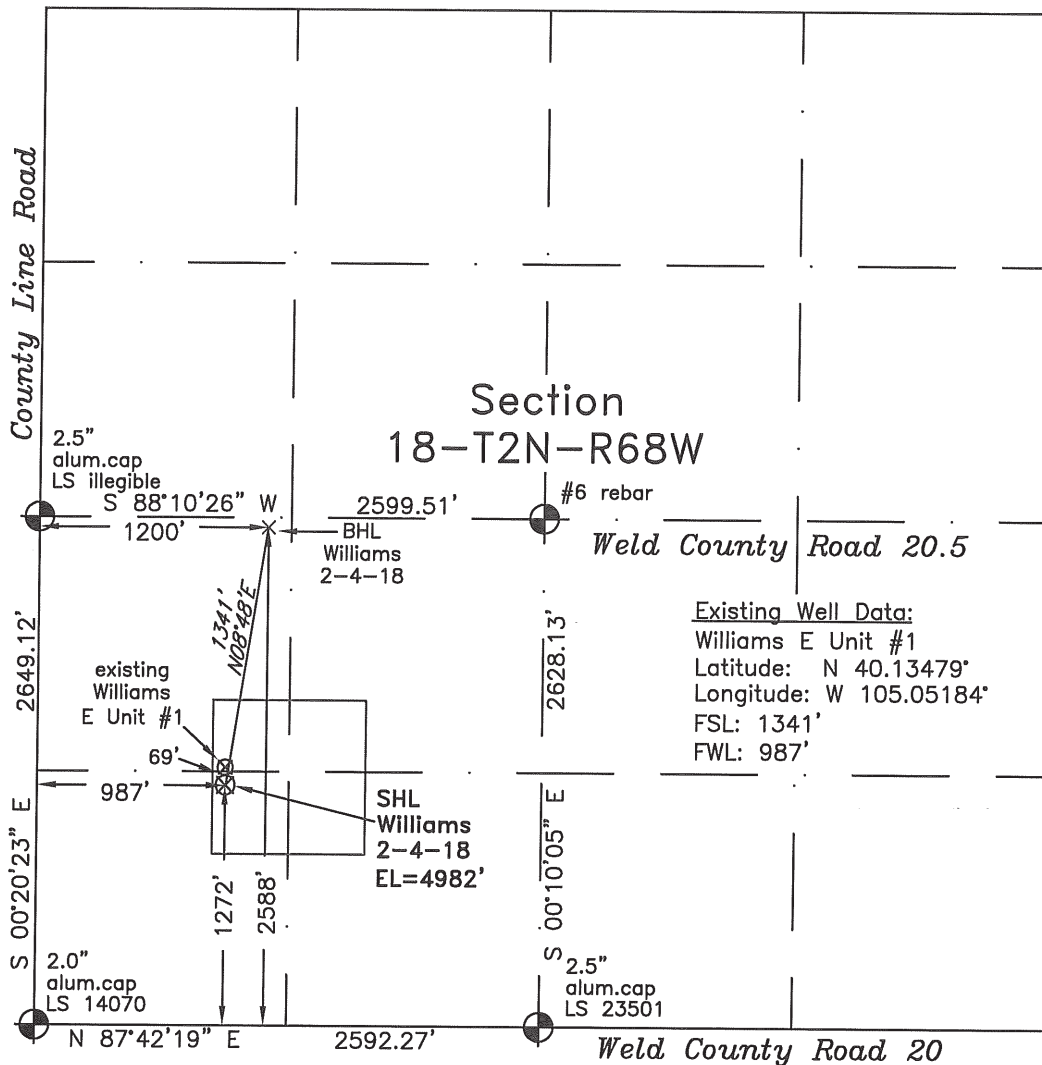 County Line Road
Section
18-T2N-R68W
2.5"
alum.cap
LS illegible
S 88°10'26" W
2599.51'
#6 rebar
1200'
BHL
Williams
2-4-18
Weld County Road 20.5
1341'
N08°48'E
2649.12'
2628.13'
Existing Well Data:
Williams E Unit #1
Latitude: N 40.13479°
Longitude: W 105.05184°
FSL: 1341'
FWL: 987'
existing
Williams
E Unit #1
69'
987'
SHL
Williams
2-4-18
EL=4982'
S 00°20'23" E
1272'
2588'
S 00°10'05" E
2.0"
alum.cap
LS 14070
2.5"
alum.cap
LS 23501
N 87°42'19" E
2592.27'
Weld County Road 20